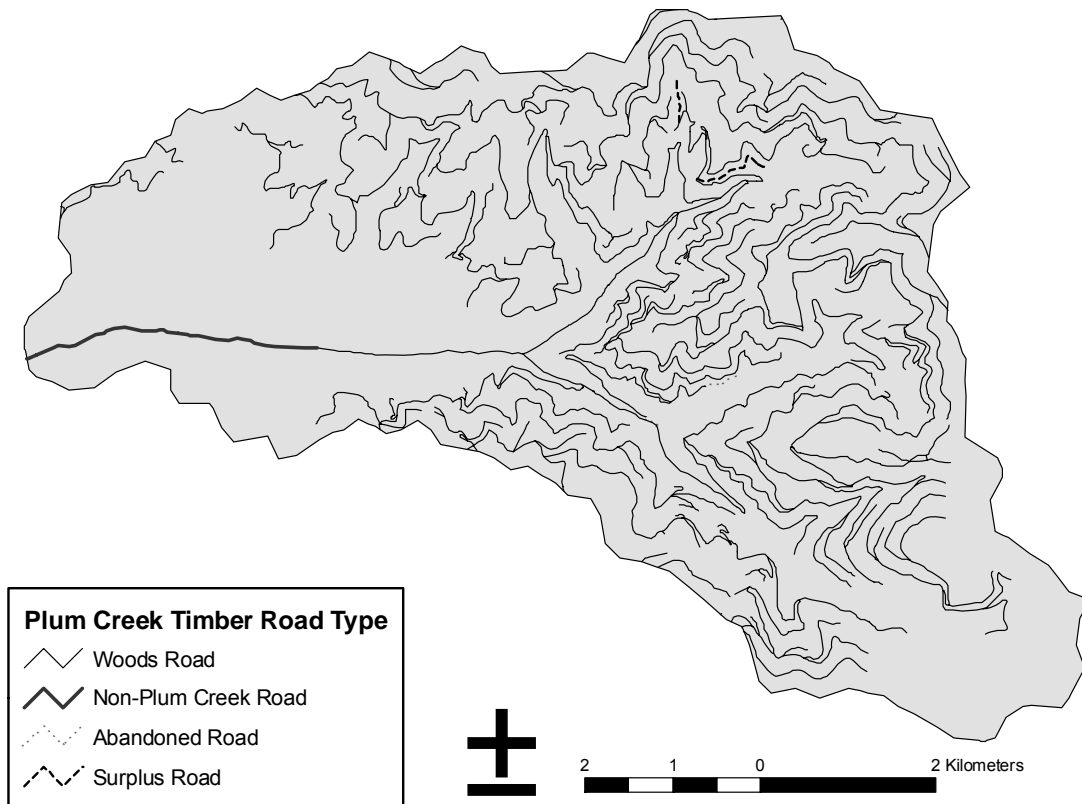 Plum Creek Timber Road Type
Woods Road
Non-Plum Creek Road
Abandoned Road
Surplus Road
2 1 0 2 Kilometers